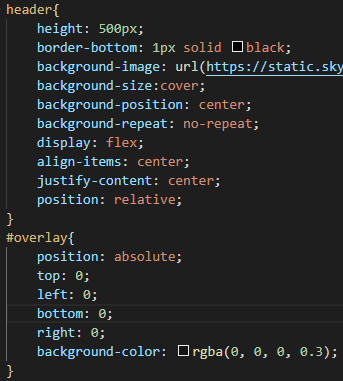 header{
height: 500px;
border-bottom: 1px solid black;
background-image: url(https://static.sky
background-size:cover;
background-position: center;
background-repeat: no-repeat;
display: flex;
align-items: center;
justify-content: center;
position: relative;
}
#overlay{
position: absolute;
top: 0;
left: 0;
bottom: 0;
right: 0;
background-color: rgba(0, 0, 0, 0.3);
}